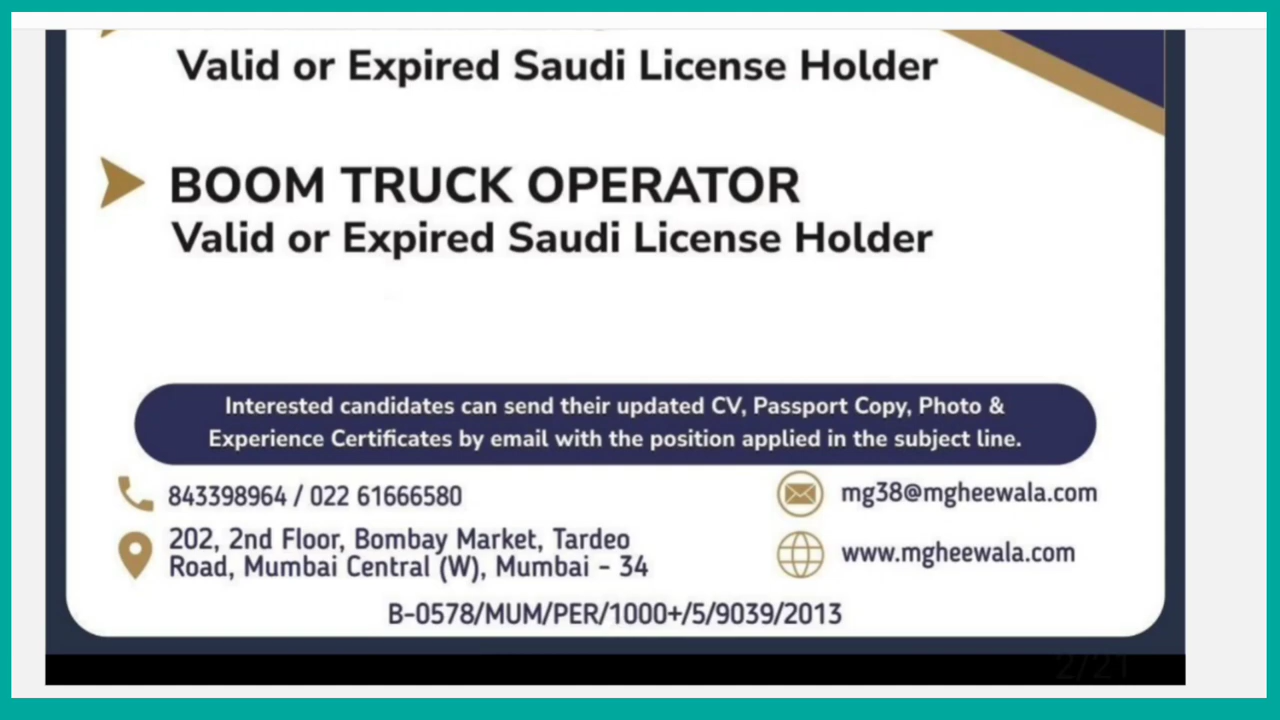 Valid or Expired Saudi License Holder
BOOM TRUCK OPERATOR
Valid or Expired Saudi License Holder
Interested candidates can send their updated CV, Passport Copy, Photo &
Experience Certificates by email with the position applied in the subject line.
843398964 / 022 61666580
mg38@mgheewala.com
202, 2nd Floor, Bombay Market, Tardeo
Road, Mumbai Central (W), Mumbai - 34
www.mgheewala.com
B-0578/MUM/PER/1000+/5/9039/2013
2/21